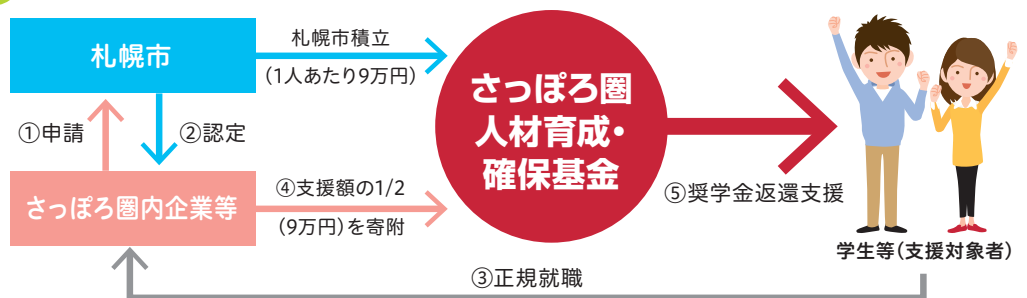 札幌市
札幌市積立
(1人あたり9万円)
さっぽろ圏
人材育成・
確保基金
①申請
②認定
さっぽろ圏内企業等
④支援額の1/2
(9万円)を寄附
⑤奨学金返還支援
学生等(支援対象者)
③正規就職